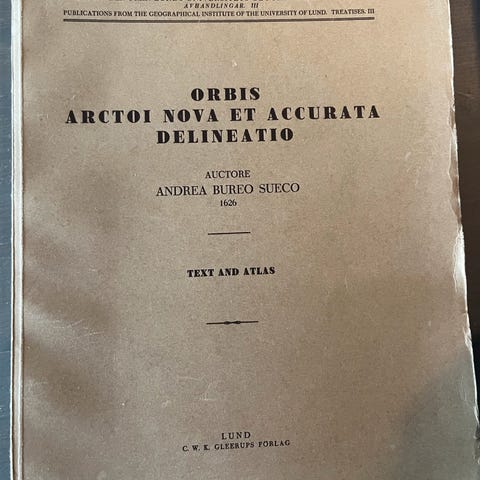 AVHANDLINGAR. III
PUBLICATIONS FROM THE GEOGRAPHICAL INSTITUTE OF THE UNIVERSITY OF LUND. TREATISES. III
ORBIS
ARCTOI NOVA ET ACCURATA
DELINEATIO
AUCTORE
ANDREA BUREO SUECO
1626
TEXT AND ATLAS
LUND
C. W. K. GLEERUPS FÖRLAG